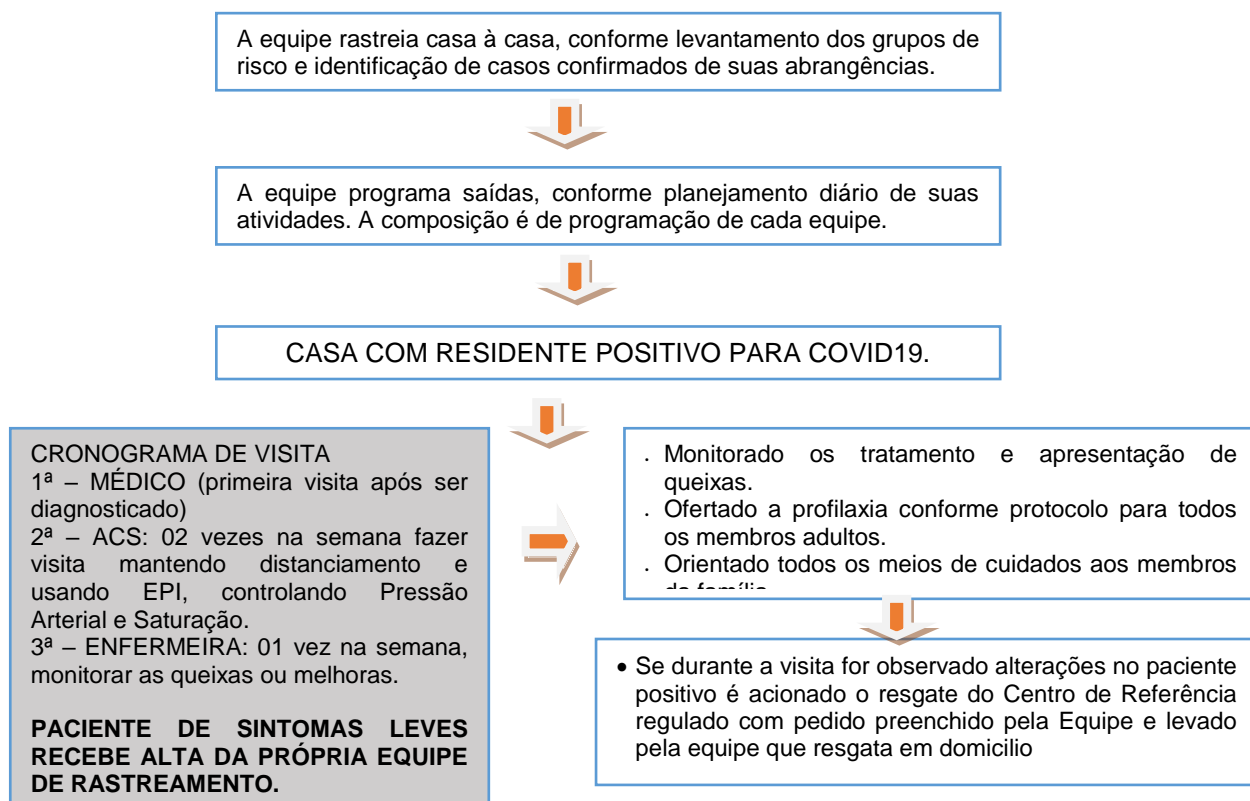 A equipe rastreia casa à casa, conforme levantamento dos grupos de
risco e identificação de casos confirmados de suas abrangências.
A equipe programa saídas, conforme planejamento diário de suas
atividades. A composição é de programação de cada equipe.
CASA COM RESIDENTE POSITIVO PARA COVID19.
CRONOGRAMA DE VISITA
1ª – MÉDICO (primeira visita após ser
diagnosticado)
2ª – ACS: 02 vezes na semana fazer
visita mantendo distanciamento e
usando EPI, controlando Pressão
Arterial e Saturação.
3ª – ENFERMEIRA: 01 vez na semana,
monitorar as queixas ou melhoras.
PACIENTE DE SINTOMAS LEVES
RECEBE ALTA DA PRÓPRIA EQUIPE
DE RASTREAMENTO.
. Monitorado os tratamento e apresentação de
queixas.
. Ofertado a profilaxia conforme protocolo para todos
os membros adultos.
. Orientado todos os meios de cuidados aos membros
da família
• Se durante a visita for observado alterações no paciente
positivo é acionado o resgate do Centro de Referência
regulado com pedido preenchido pela Equipe e levado
pela equipe que resgata em domicilio